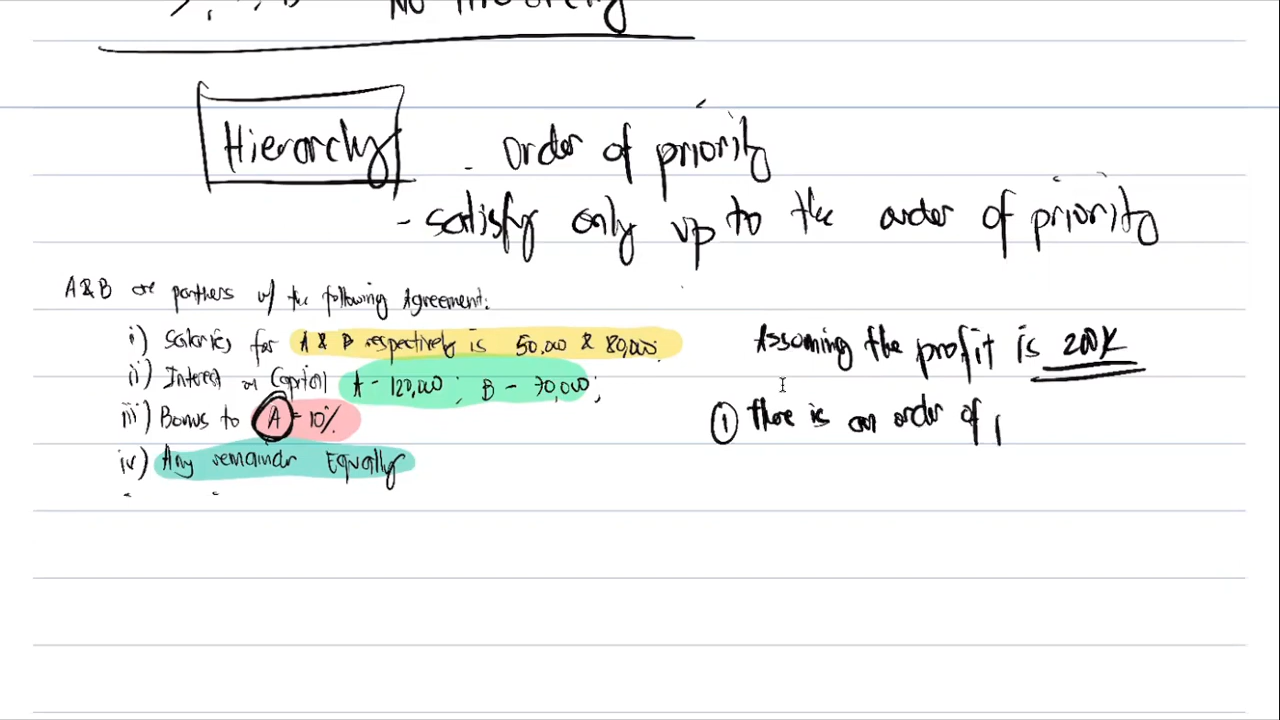 No Hierarchy
Hierarchy
- Order of priority
- satisfy only up to the order of priority
A & B are partners w/ the following Agreement:
i) Salaries for A & B respectively is 50,000 & 80,000.
ii) Interest on Capital A - 120,000 ; B - 70,000 ;
iii) Bonus to A - 10%
iv) Any remainder Equally
Assuming the profit is 200K
① there is an order of